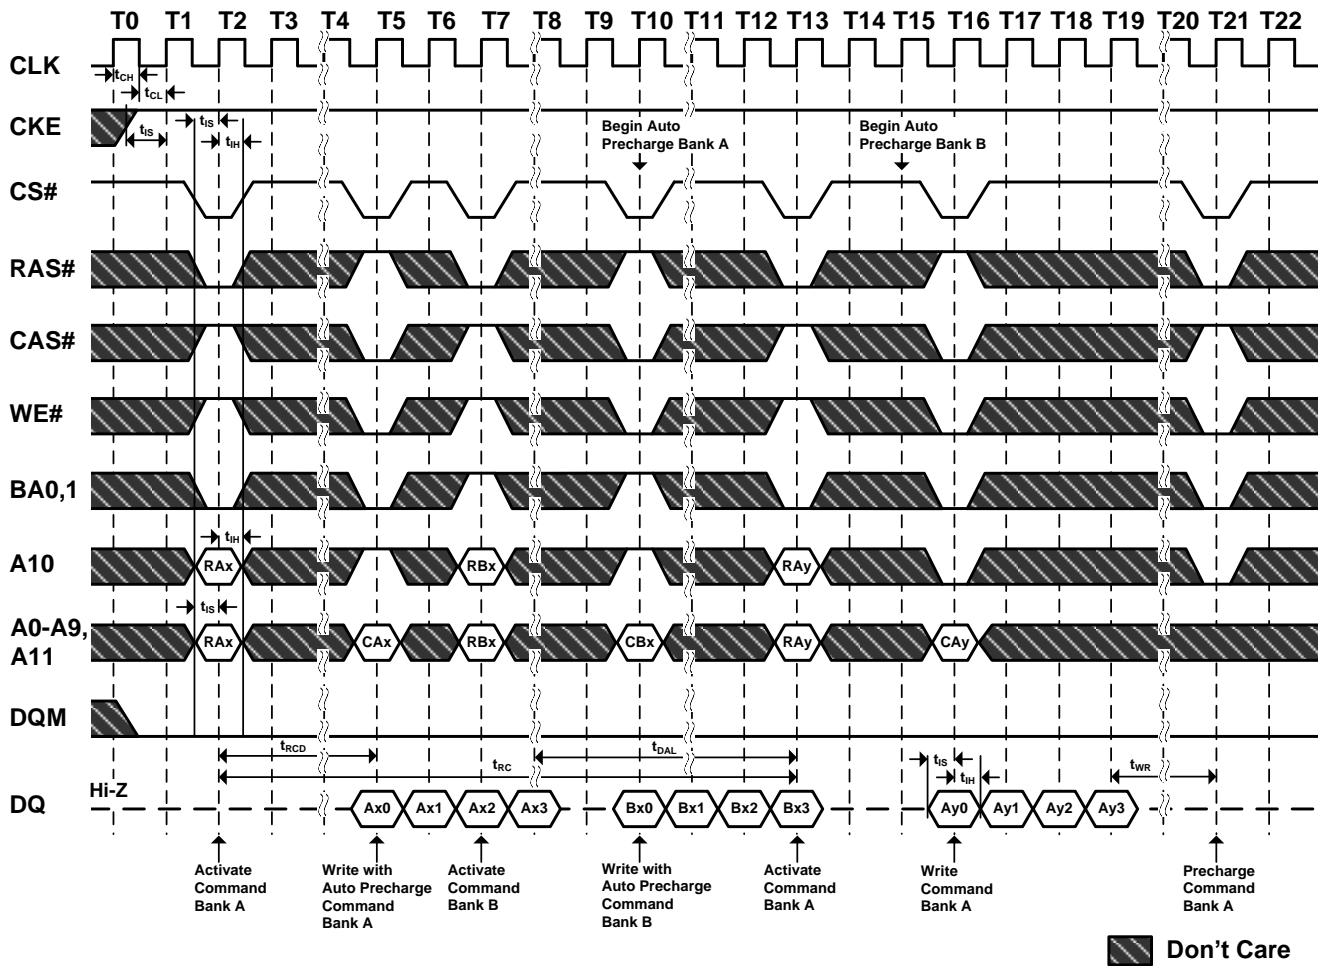 T0 T1 T2 T3 T4 T5 T6 T7 T8 T9 T10 T11 T12 T13 T14 T15 T16 T17 T18 T19 T20 T21 T22
CLK
tCH
tCL
CKE
tIS
tIS
tIH
Begin Auto
Precharge Bank A
Begin Auto
Precharge Bank B
CS#
RAS#
CAS#
WE#
BA0,1
tIH
A10
RAx RBx RAy
tIS
A0-A9,
A11
RAx CAx RBx CBx RAy CAy
DQM
tRCD
tDAL
tRC
tIS
tIH
tWR
Hi-Z
DQ
Ax0 Ax1 Ax2 Ax3 Bx0 Bx1 Bx2 Bx3 Ay0 Ay1 Ay2 Ay3
Activate
Command
Bank A
Write with
Auto Precharge
Command
Bank A
Activate
Command
Bank B
Write with
Auto Precharge
Command
Bank B
Activate
Command
Bank A
Write
Command
Bank A
Precharge
Command
Bank A
Don't Care